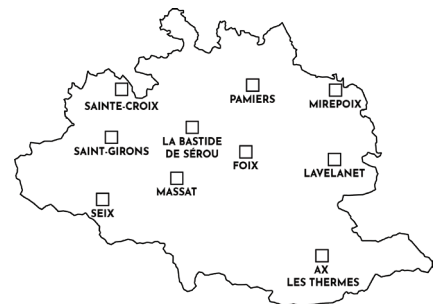 SAINTE-CROIX
PAMIERS
MIREPOIX
SAINT-GIRONS
LA BASTIDE
DE SÉROU
FOIX
LAVELANET
MASSAT
SEIX
AX
LES THERMES